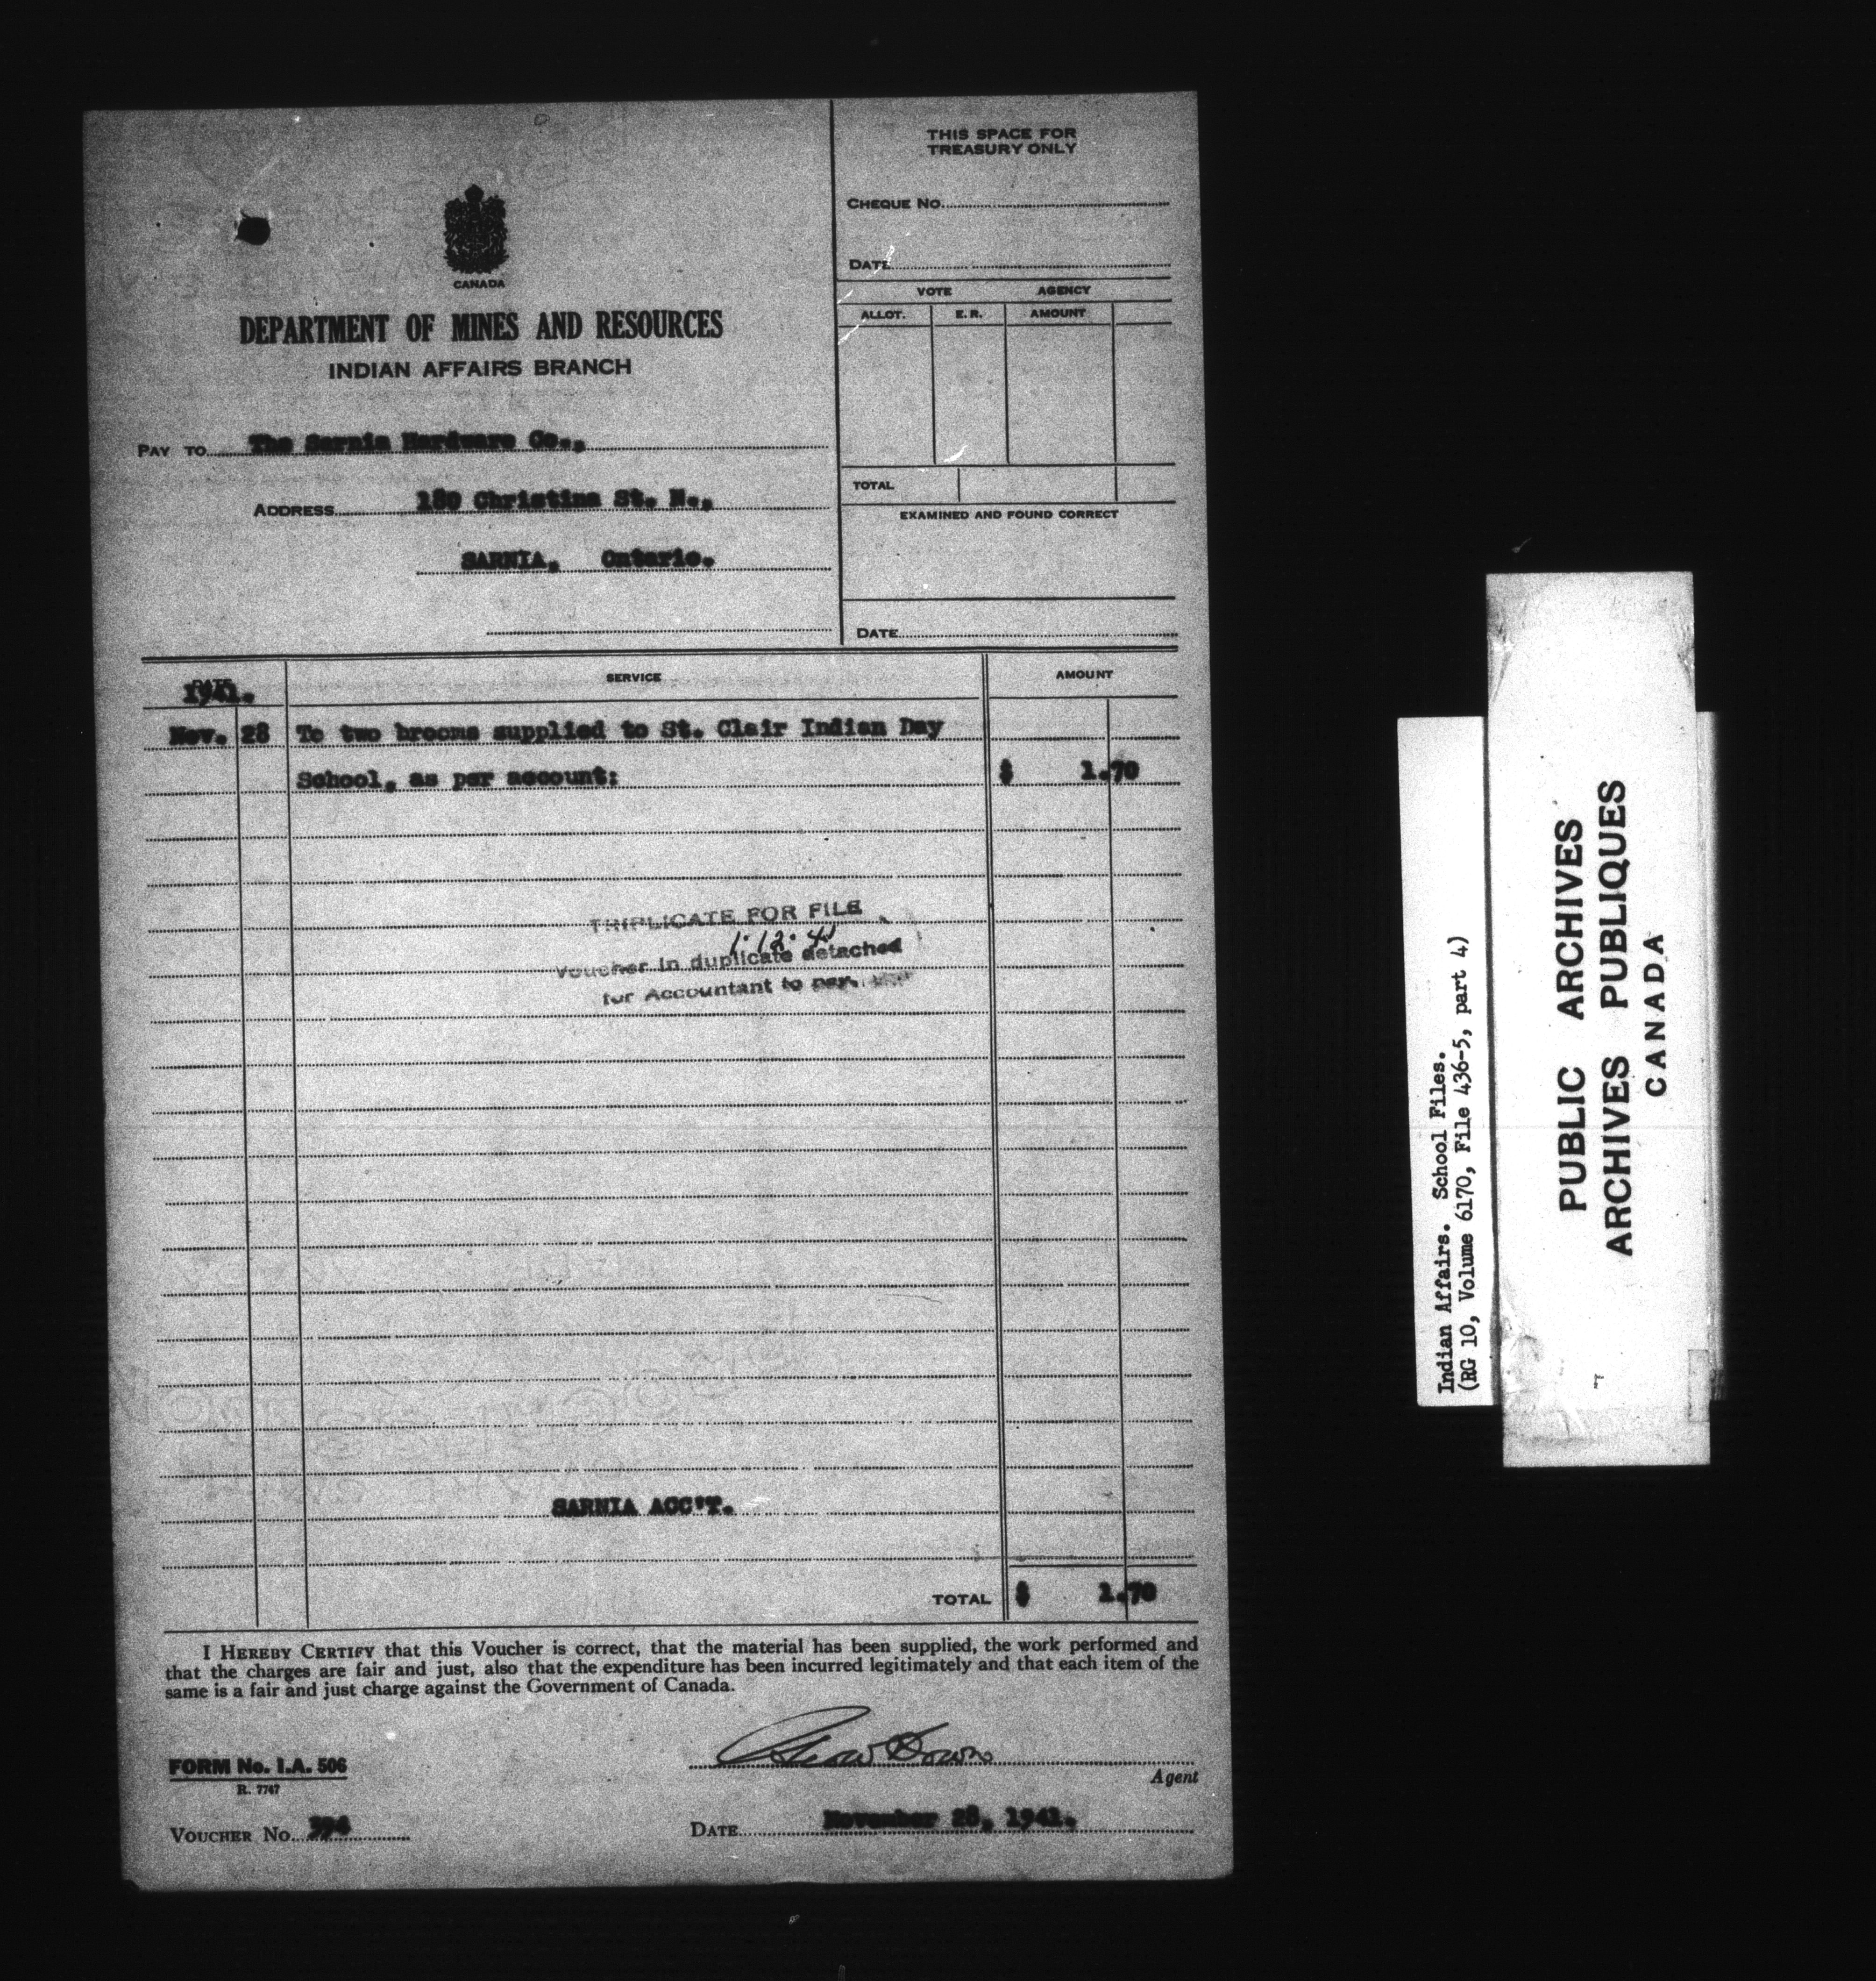 THIS SPACE FOR
TREASURY ONLY
CHEQUE No.
DATE
VOTE AGENCY
ALLOT. E.R. AMOUNT
TOTAL
EXAMINED AND FOUND CORRECT
DATE
CANADA
DEPARTMENT OF MINES AND RESOURCES
INDIAN AFFAIRS BRANCH
PAY TO The Sarnia Hardware Co.,
ADDRESS 180 Christina St. N.,
SARNIA, Ontario.
DATE SERVICE AMOUNT
1941.
Nov. 28 To two brooms supplied to St. Clair Indian Day
School, as per account: $ 1.70
TRIPLICATE FOR FILE
1.12.41
Voucher in duplicate detached
for Accountant to pay.
SARNIA ACC'T.
TOTAL $ 1.70
I HEREBY CERTIFY that this Voucher is correct, that the material has been supplied, the work performed and
that the charges are fair and just, also that the expenditure has been incurred legitimately and that each item of the
same is a fair and just charge against the Government of Canada.
Agent
FORM No. I.A. 506
R. 7747
VOUCHER No.
DATE November 28, 1941.
Indian Affairs. School Files.
(RG 10, Volume 6170, File 436-5, part 4)
PUBLIC ARCHIVES
ARCHIVES PUBLIQUES
CANADA